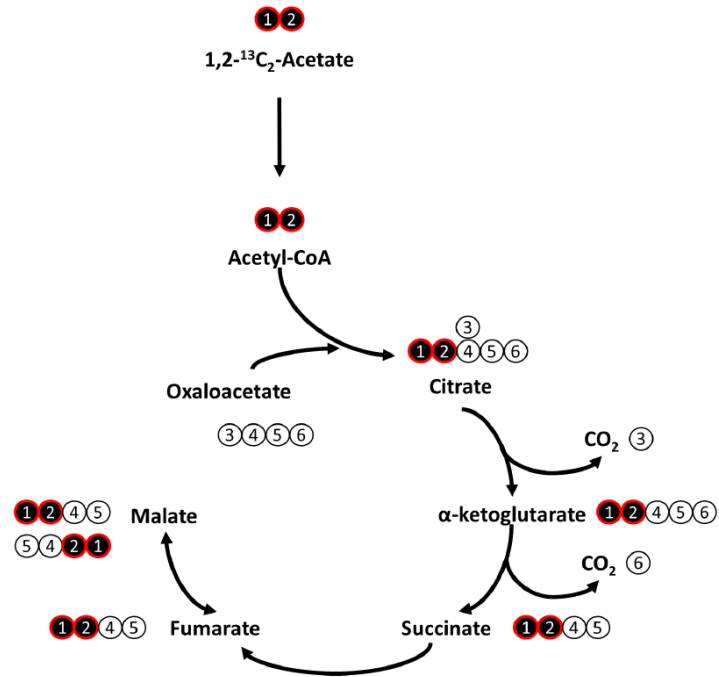 1 2
1,2-¹³C₂-Acetate
1 2
Acetyl-CoA
3
1 2 4 5 6
Citrate
Oxaloacetate
3 4 5 6
CO₂ 3
1 2 4 5 Malate
α-ketoglutarate 1 2 4 5 6
5 4 2 1
CO₂ 6
1 2 4 5 Fumarate
Succinate 1 2 4 5